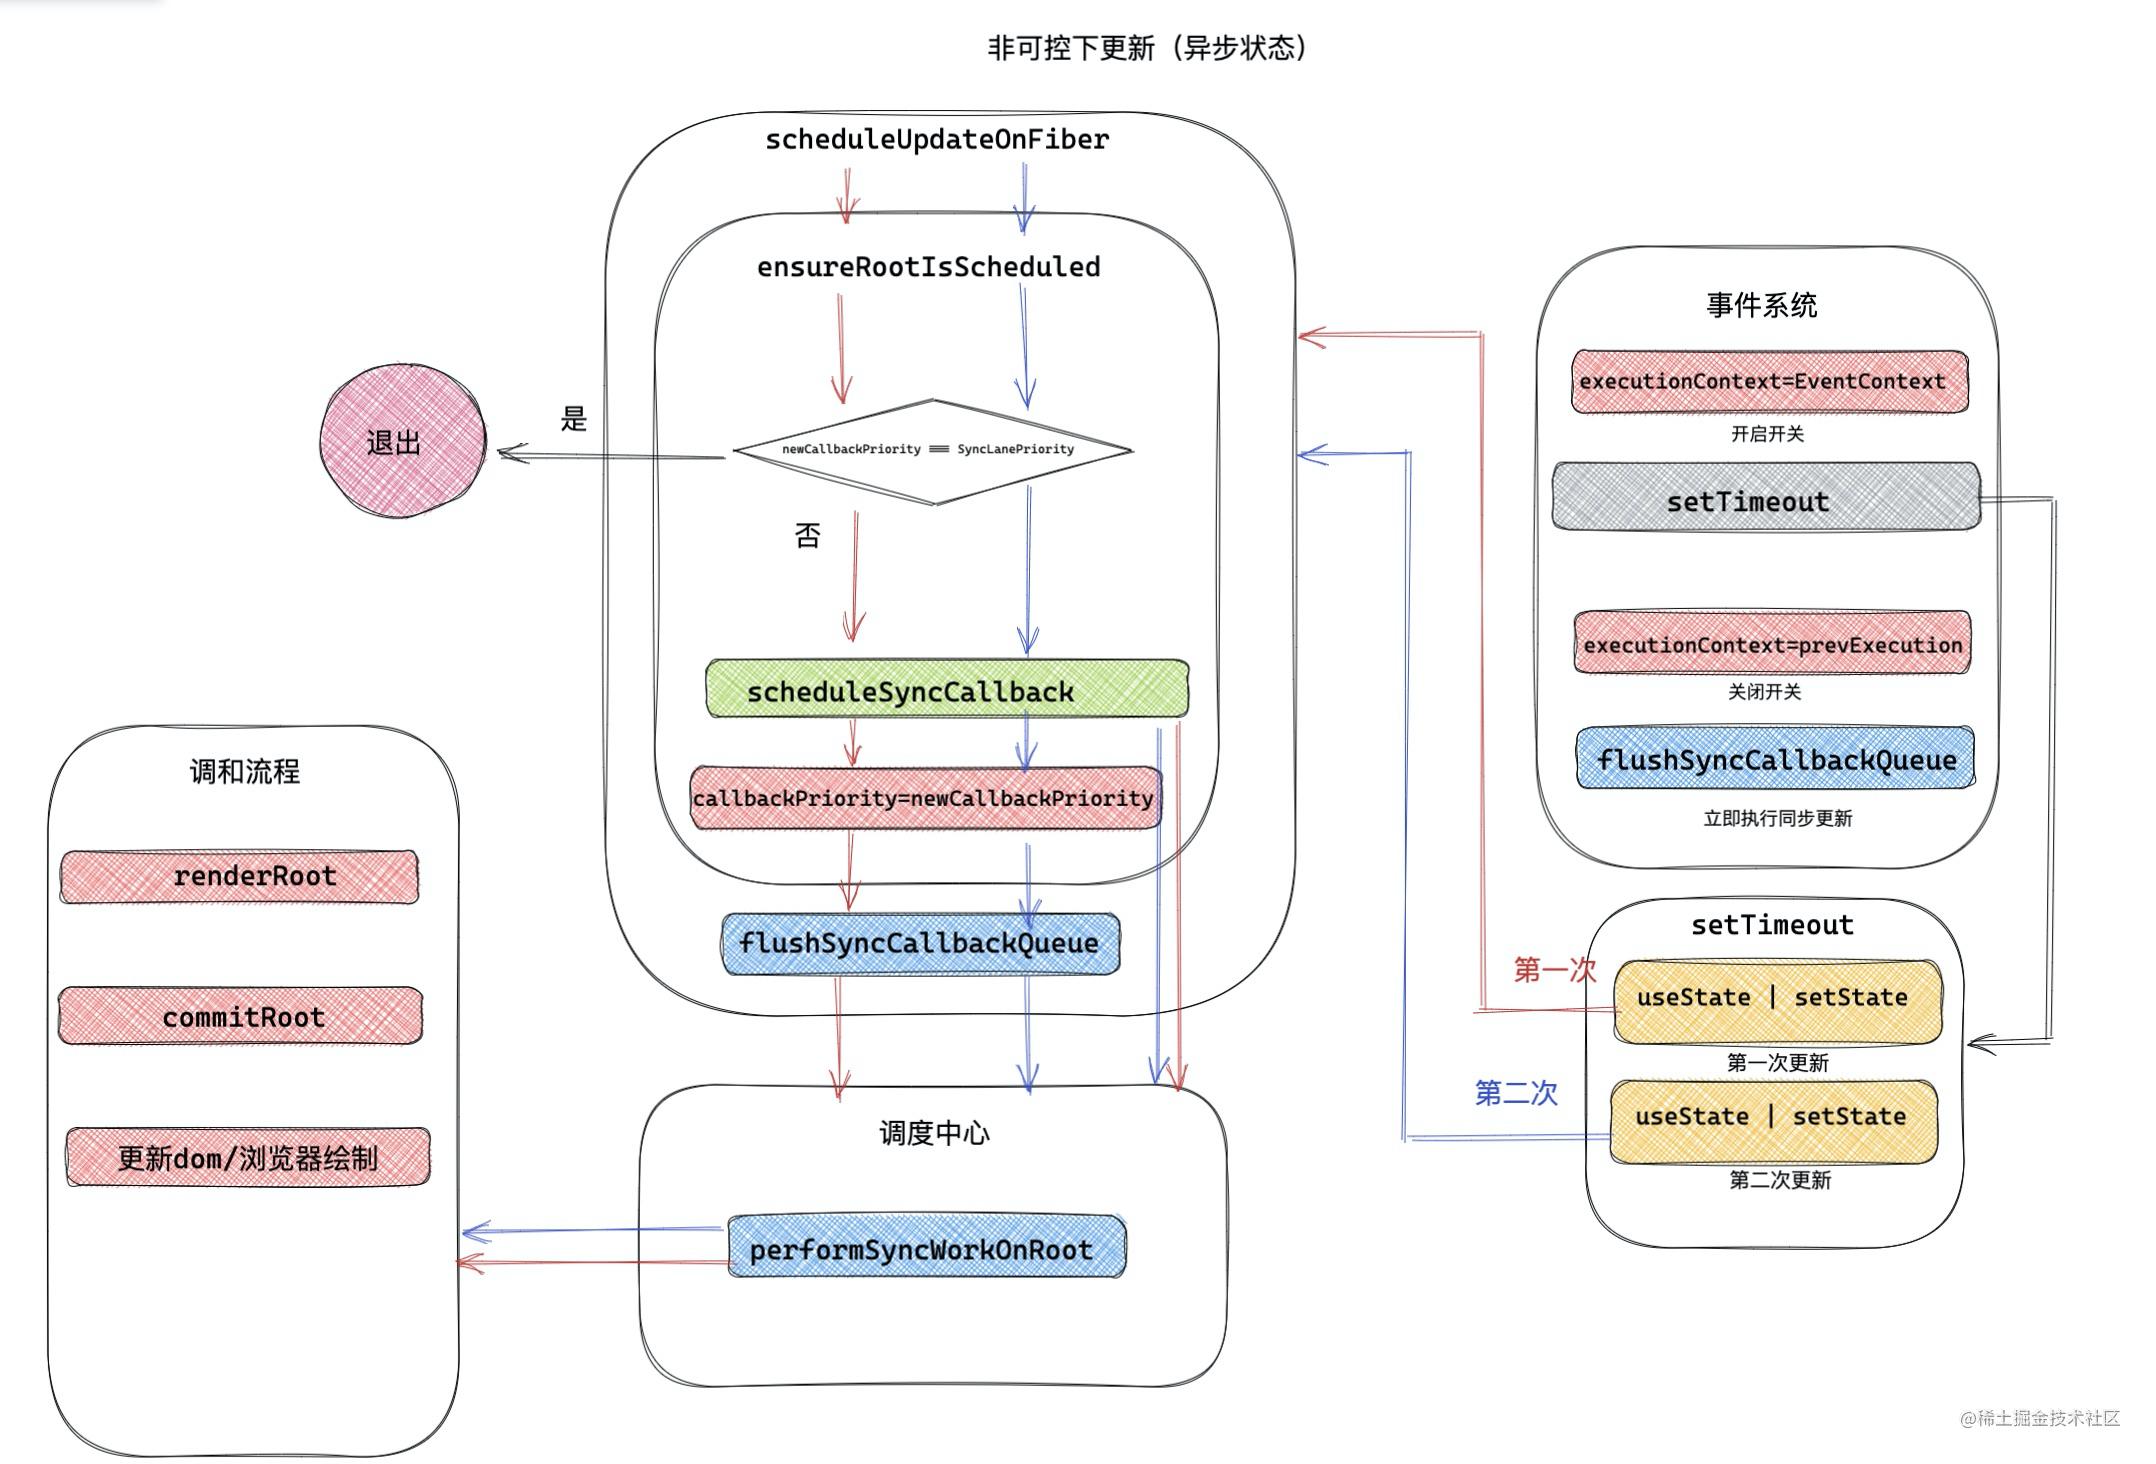 非可控下更新（异步状态）
scheduleUpdateOnFiber
ensureRootIsScheduled
newCallbackPriority === SyncLanePriority
是
退出
否
scheduleSyncCallback
callbackPriority=newCallbackPriority
flushSyncCallbackQueue
调度中心
performSyncWorkOnRoot
调和流程
renderRoot
commitRoot
更新dom/浏览器绘制
事件系统
executionContext=EventContext
开启开关
setTimeout
executionContext=prevExecution
关闭开关
flushSyncCallbackQueue
立即执行同步更新
setTimeout
第一次
useState | setState
第一次更新
第二次
useState | setState
第二次更新
@稀土掘金技术社区